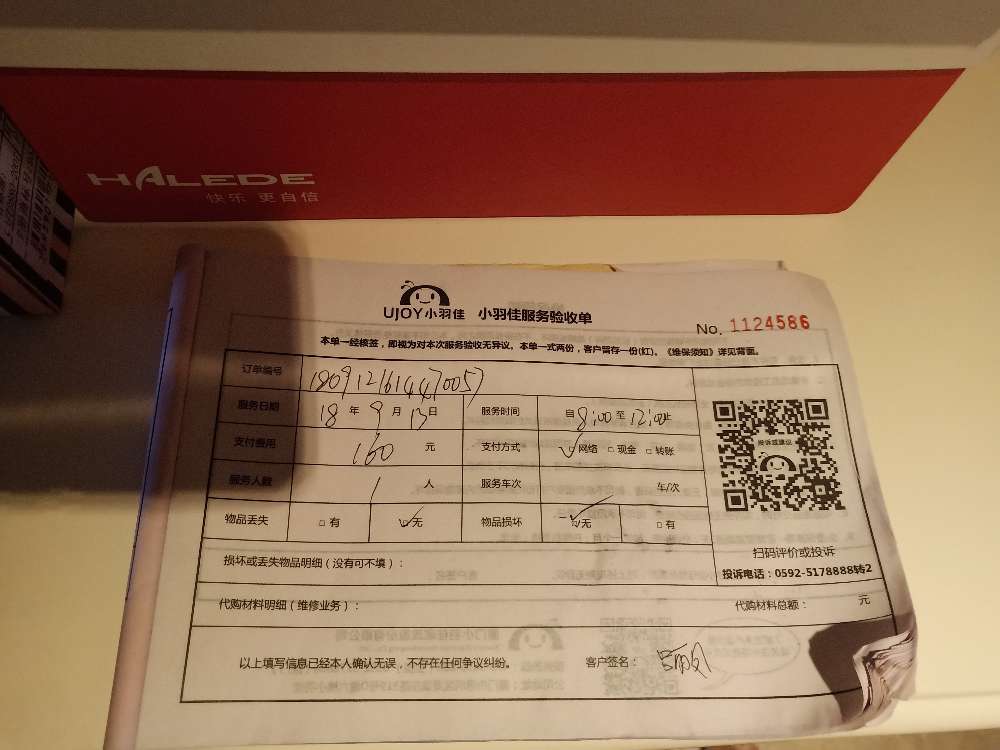 HALEDE
快乐 更自信
UJOY小羽佳 小羽佳服务验收单
No. 1124586
本单一经核签，即视为对本次服务验收无异议。本单一式两份，客户留存一份(红)。《维保须知》详见背面。
订单编号 1809121614470057
服务日期 18 年 9 月 13 日 服务时间 自 8:00 至 12:00 止
支付费用 160 元 支付方式 □网络 □现金 □转账
服务人数 1 人 服务车次 车/次
物品丢失 □有 □无 物品损坏 □无 □有
投诉或建议
扫码评价或投诉
投诉电话：0592-5178888转2
损坏或丢失物品明细（没有可不填）：
代购材料明细（维修业务）： 代购材料总额： 元
以上填写信息已经本人确认无误，不存在任何争议纠纷。 客户签名：